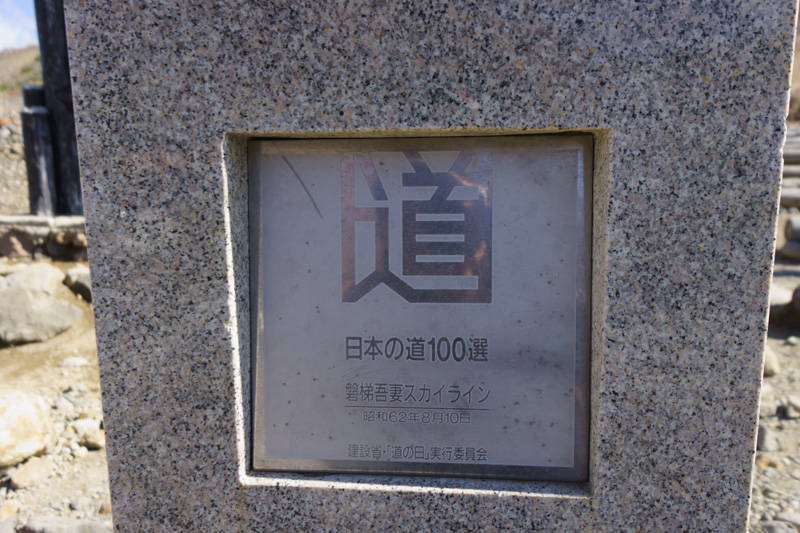 道
日本の道100選
磐梯吾妻スカイライン
昭和62年8月10日
建設省・「道の日」実行委員会